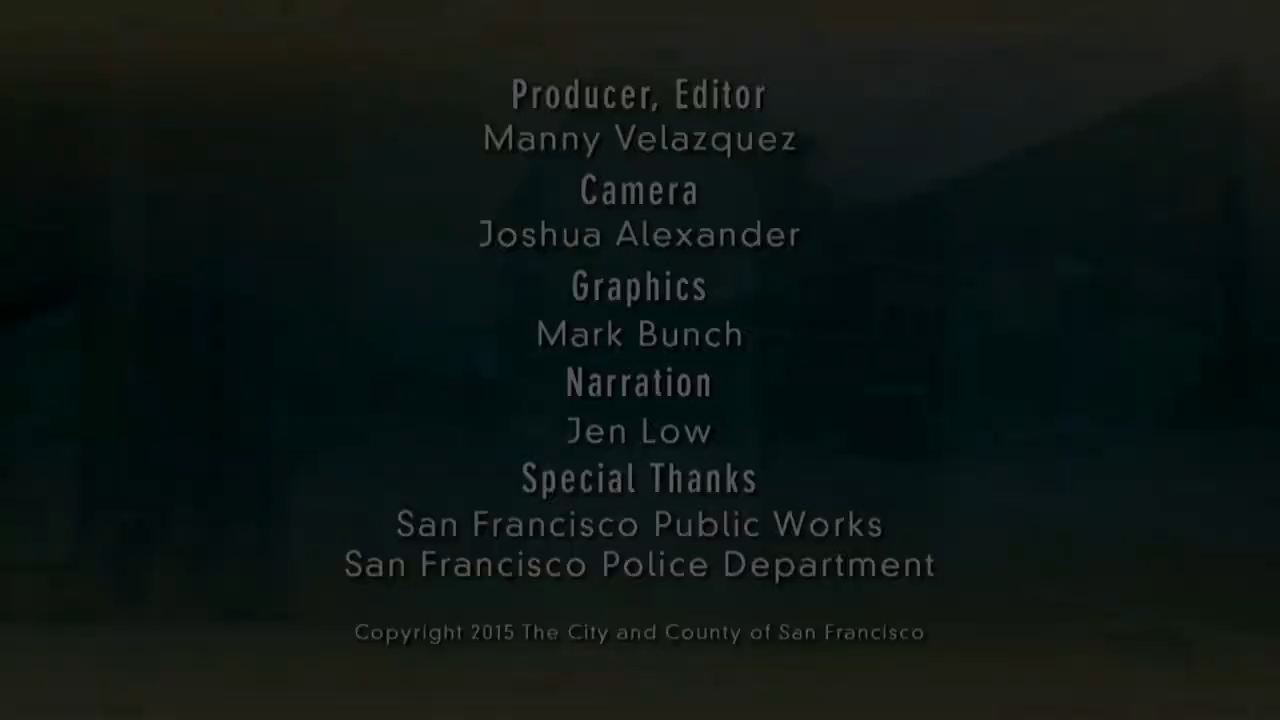 Producer, Editor
Manny Velazquez
Camera
Joshua Alexander
Graphics
Mark Bunch
Narration
Jen Low
Special Thanks
San Francisco Public Works
San Francisco Police Department
Copyright 2015 The City and County of San Francisco